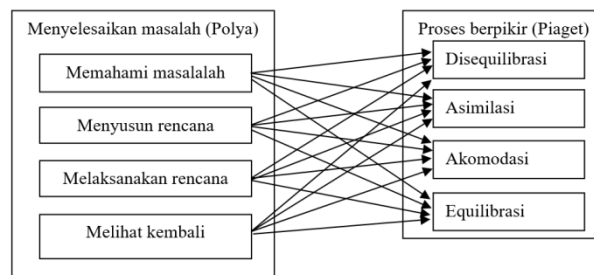 Menyelesaikan masalah (Polya)
Memahami masalalah
Menyusun rencana
Melaksanakan rencana
Melihat kembali
Proses berpikir (Piaget)
Disequilibrasi
Asimilasi
Akomodasi
Equilibrasi